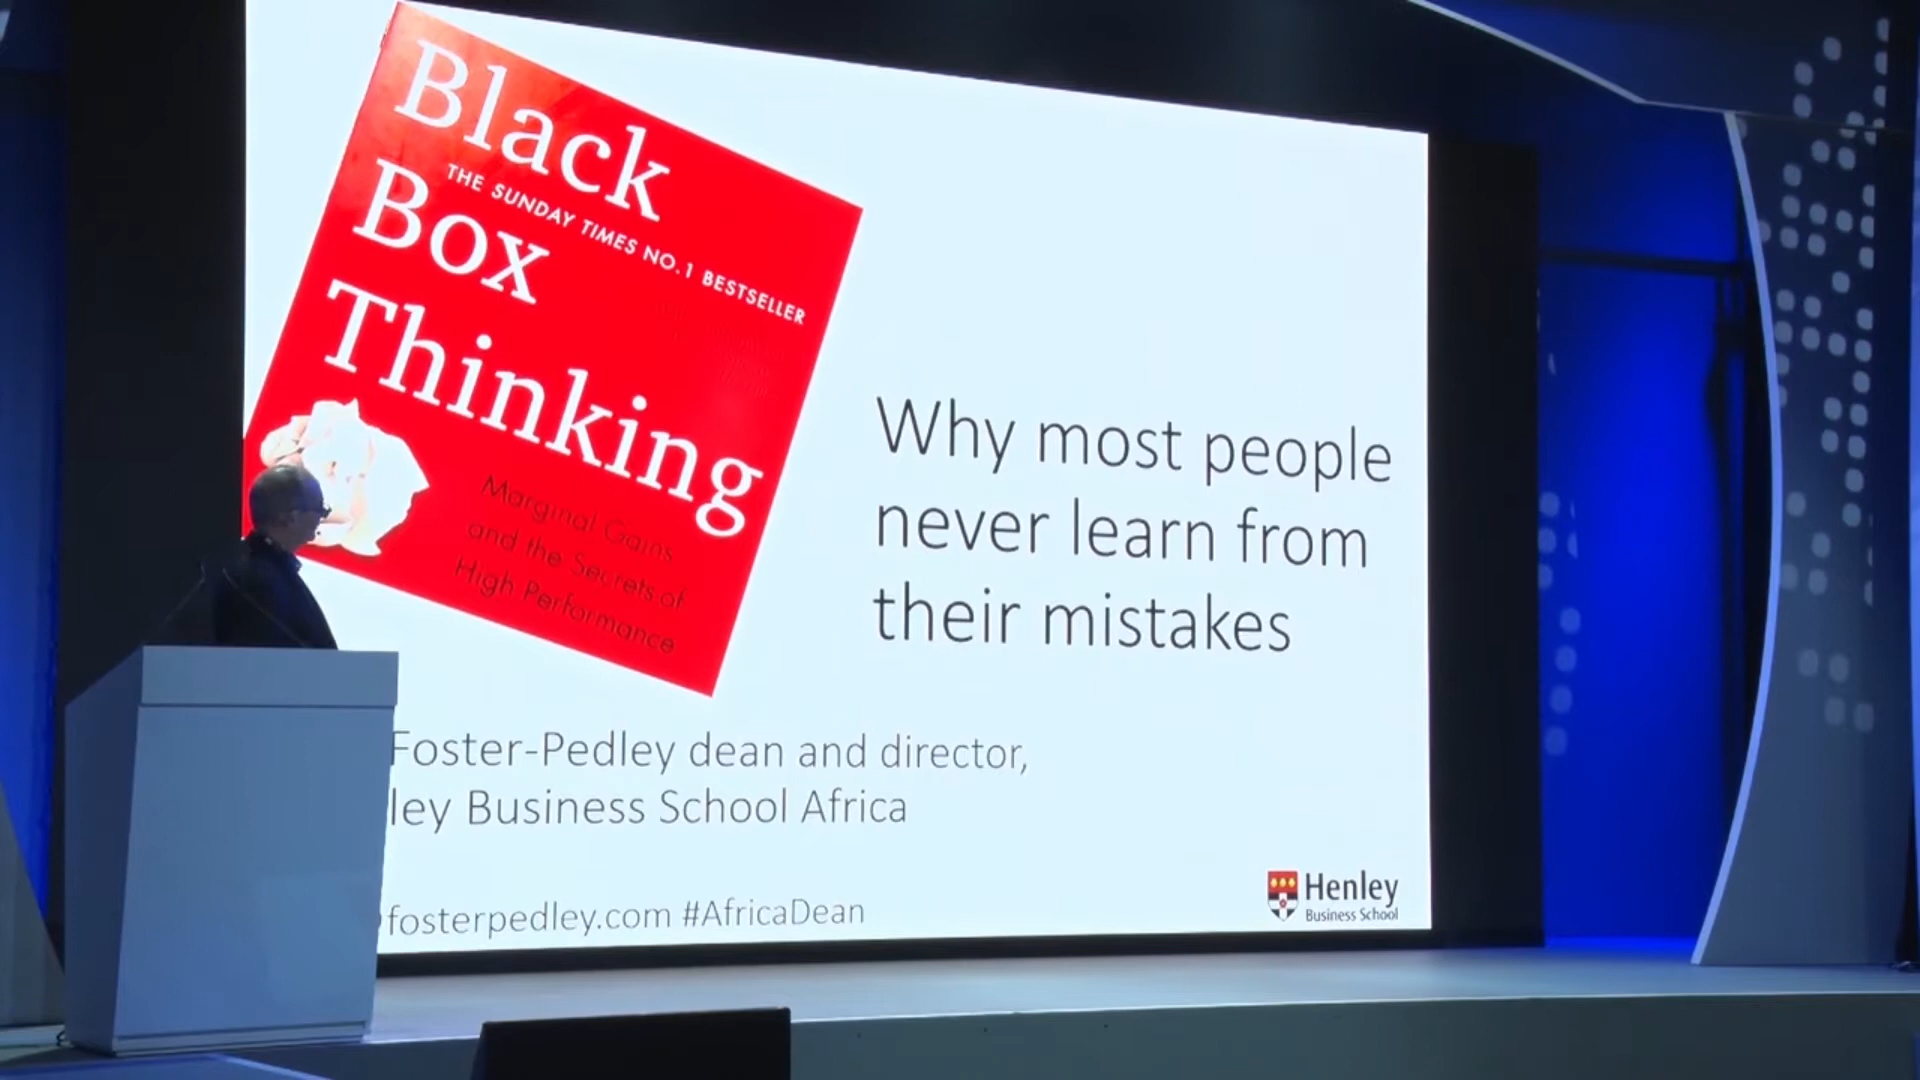 Black
THE SUNDAY TIMES NO.1 BESTSELLER
Box
Thinking
Marginal Gains
and the Secrets of
High Performance
Why most people
never learn from
their mistakes
Foster-Pedley dean and director,
ley Business School Africa
fosterpedley.com #AfricaDean
Henley
Business School